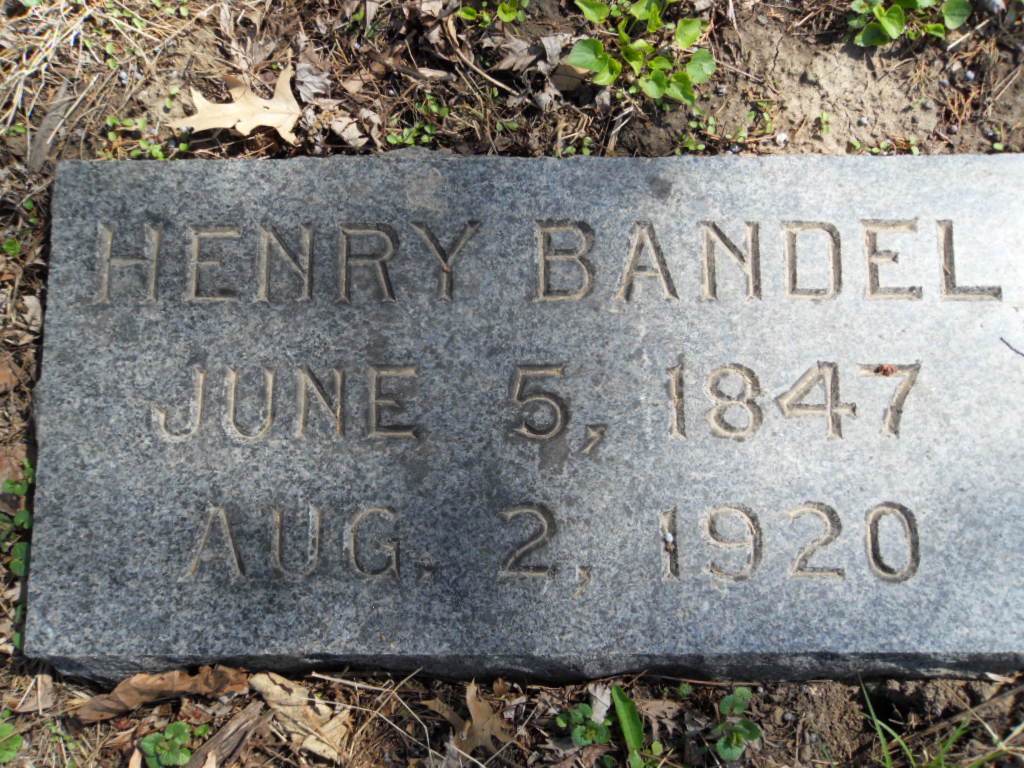 HENRY BANDEL
JUNE 5, 1847
AUG. 2, 1920